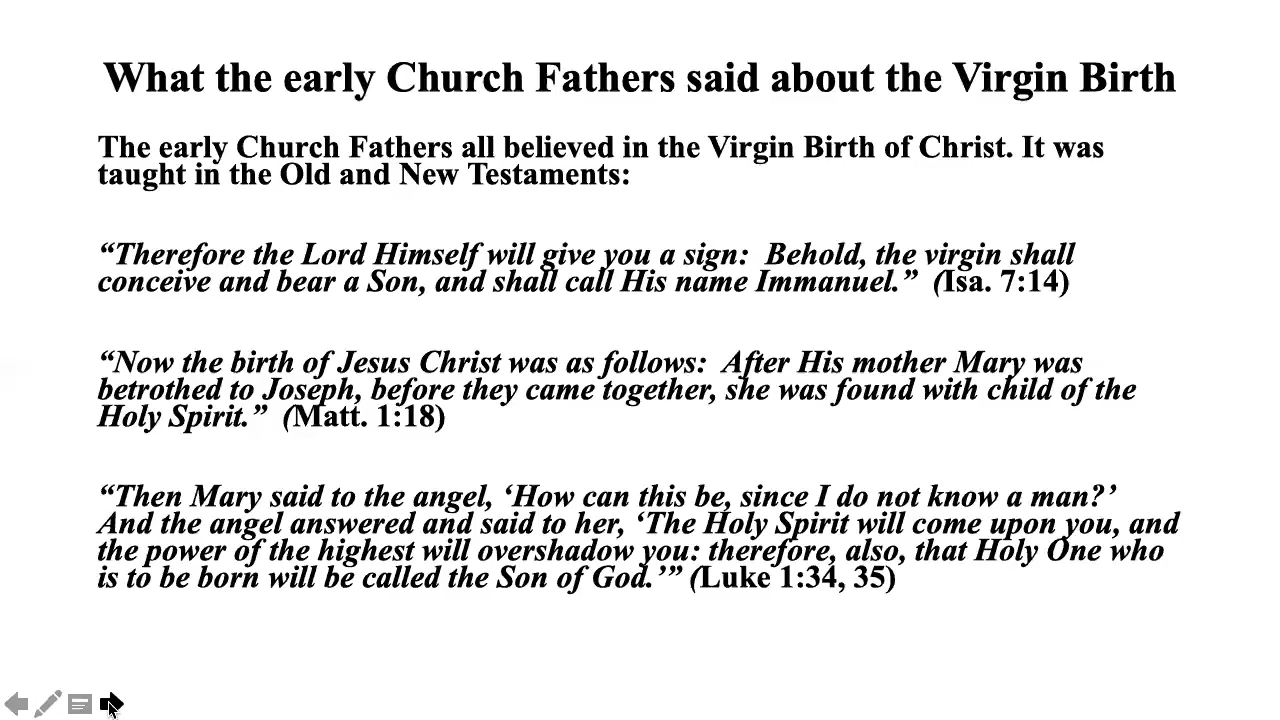 What the early Church Fathers said about the Virgin Birth
The early Church Fathers all believed in the Virgin Birth of Christ. It was
taught in the Old and New Testaments:
“Therefore the Lord Himself will give you a sign:  Behold, the virgin shall
conceive and bear a Son, and shall call His name Immanuel.”  (Isa. 7:14)
“Now the birth of Jesus Christ was as follows:  After His mother Mary was
betrothed to Joseph, before they came together, she was found with child of the
Holy Spirit.”  (Matt. 1:18)
“Then Mary said to the angel, ‘How can this be, since I do not know a man?’
And the angel answered and said to her, ‘The Holy Spirit will come upon you, and
the power of the highest will overshadow you: therefore, also, that Holy One who
is to be born will be called the Son of God.’” (Luke 1:34, 35)